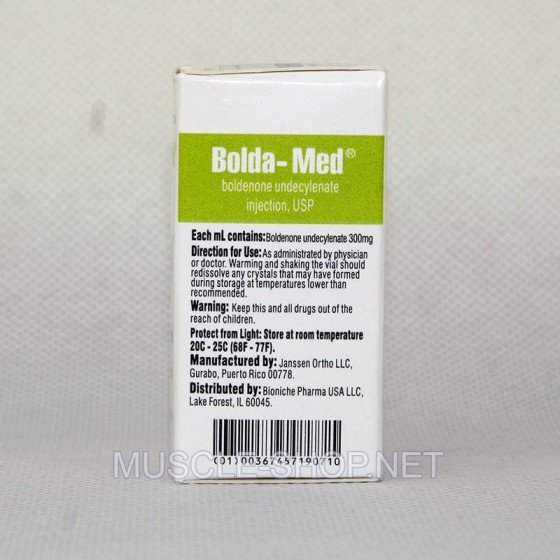 Bolda-Med®
boldenone undecylenate
injection, USP
Each mL contains:Boldenone undecylenate 300mg
Direction for Use:As administrated by physician
or doctor. Warming and shaking the vial should
redissolve any crystals that may have formed
during storage at temperatures lower than
recommended.
Warning: Keep this and all drugs out of the
reach of children.
Protect from Light: Store at room temperature
20C - 25C (68F - 77F).
Manufactured by: Janssen Ortho LLC,
Gurabo, Puerto Rico 00778.
Distributed by: Bioniche Pharma USA LLC,
Lake Forest, IL 60045.
MUSCLE-SHOP.NET
(01)00367457190710